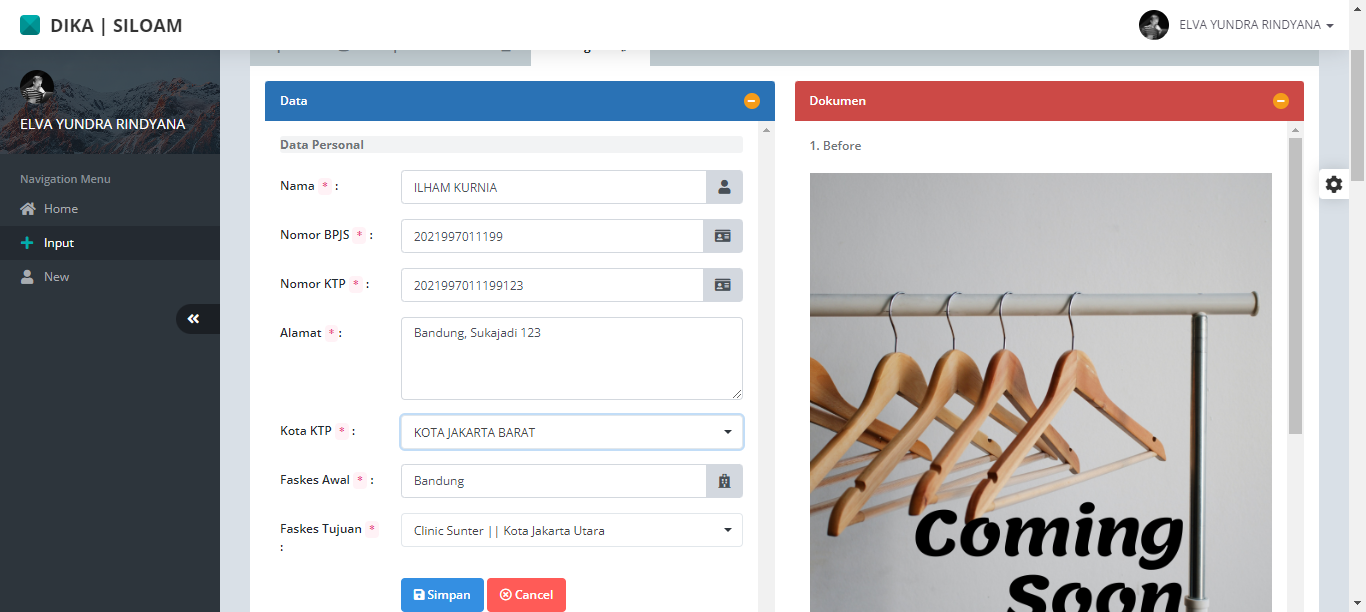 DIKA | SILOAM
ELVA YUNDRA RINDYANA
ELVA YUNDRA RINDYANA
Navigation Menu
Home
Input
New
Data
Data Personal
Nama * : ILHAM KURNIA
Nomor BPJS * : 2021997011199
Nomor KTP * : 2021997011199123
Alamat * : Bandung, Sukajadi 123
Kota KTP * : KOTA JAKARTA BARAT
Faskes Awal * : Bandung
Faskes Tujuan * : Clinic Sunter || Kota Jakarta Utara
Simpan Cancel
Dokumen
1. Before
Coming
Soon